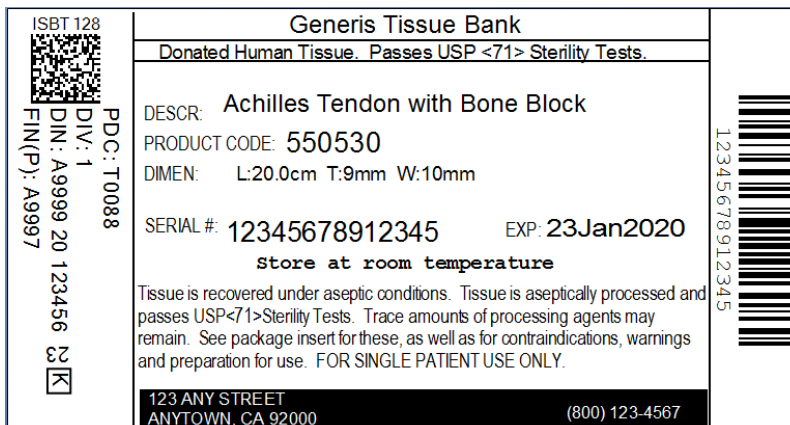 ISBT 128
PDC: T0088
DIV: 1
DIN: A9999 20 123456 23 K
FIN(P): A9997
Generis Tissue Bank
Donated Human Tissue. Passes USP <71> Sterility Tests.
DESCR: Achilles Tendon with Bone Block
PRODUCT CODE: 550530
DIMEN: L:20.0cm T:9mm W:10mm
SERIAL #: 12345678912345 EXP: 23Jan2020
Store at room temperature
Tissue is recovered under aseptic conditions. Tissue is aseptically processed and
passes USP<71>Sterility Tests. Trace amounts of processing agents may
remain. See package insert for these, as well as for contraindications, warnings
and preparation for use. FOR SINGLE PATIENT USE ONLY.
123 ANY STREET
ANYTOWN, CA 92000 (800) 123-4567
12345678912345